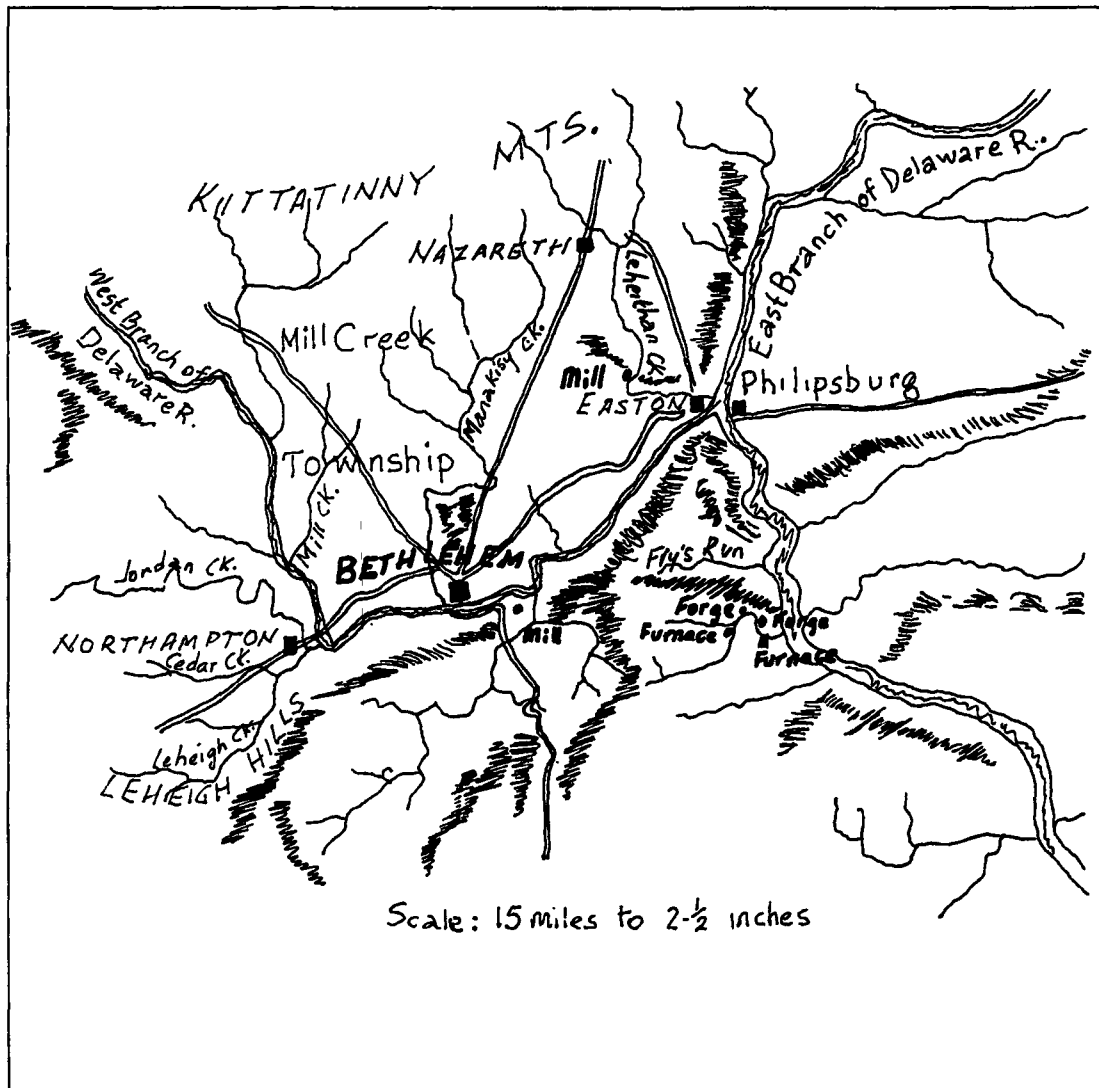 MTS.
KITTATINNY
East Branch of Delaware R..
NAZARETH
Leheithan Ck.
West Branch of
Delaware R.
Mill Creek
Manakisy Ck.
Mill
Philipsburg
EASTON
Township
Mill Ck.
BETHLEHEM
Fly's Run
Jordan Ck.
Forge
Forge
Furnace
Mill
Furnace
NORTHAMPTON
Cedar Ck.
Leheigh Ck.
LEHEIGH HILLS
Scale: 15 miles to 2-½ inches